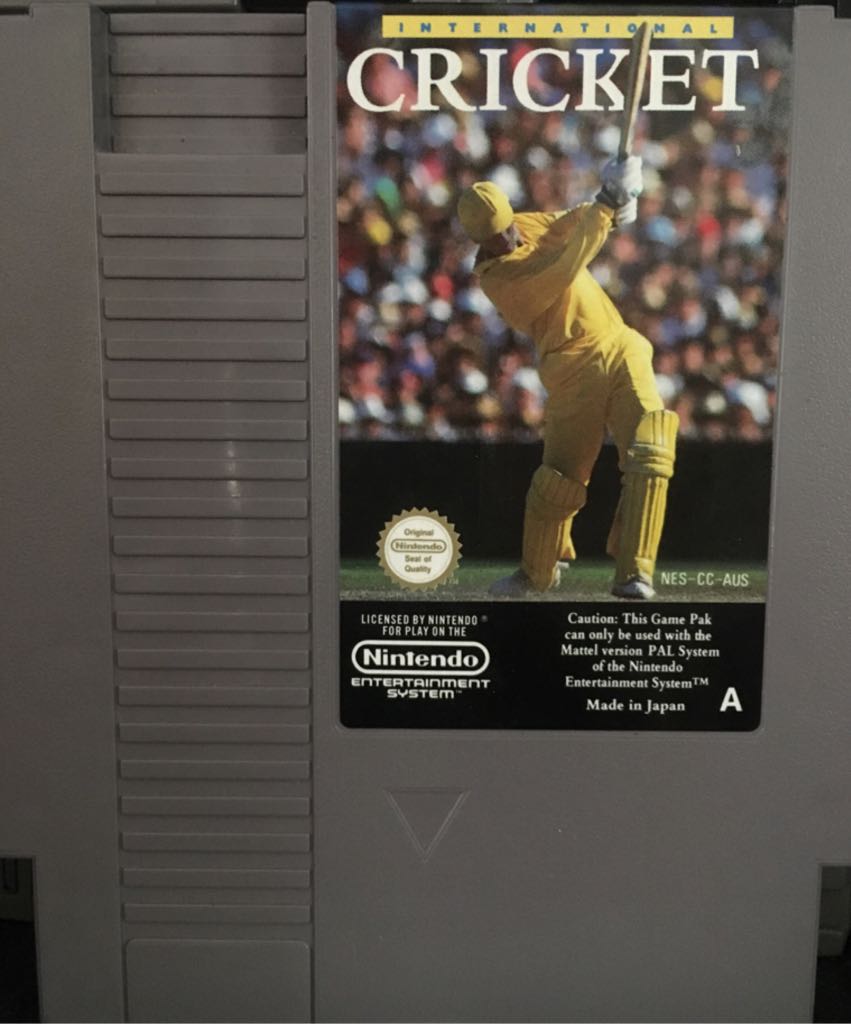 INTERNATIONAL
CRICKET
Original
Nintendo
Seal of
Quality
NES-CC-AUS
LICENSED BY NINTENDO®
FOR PLAY ON THE
Nintendo
ENTERTAINMENT
SYSTEM™
Caution: This Game Pak
can only be used with the
Mattel version PAL System
of the Nintendo
Entertainment System™
Made in Japan
A